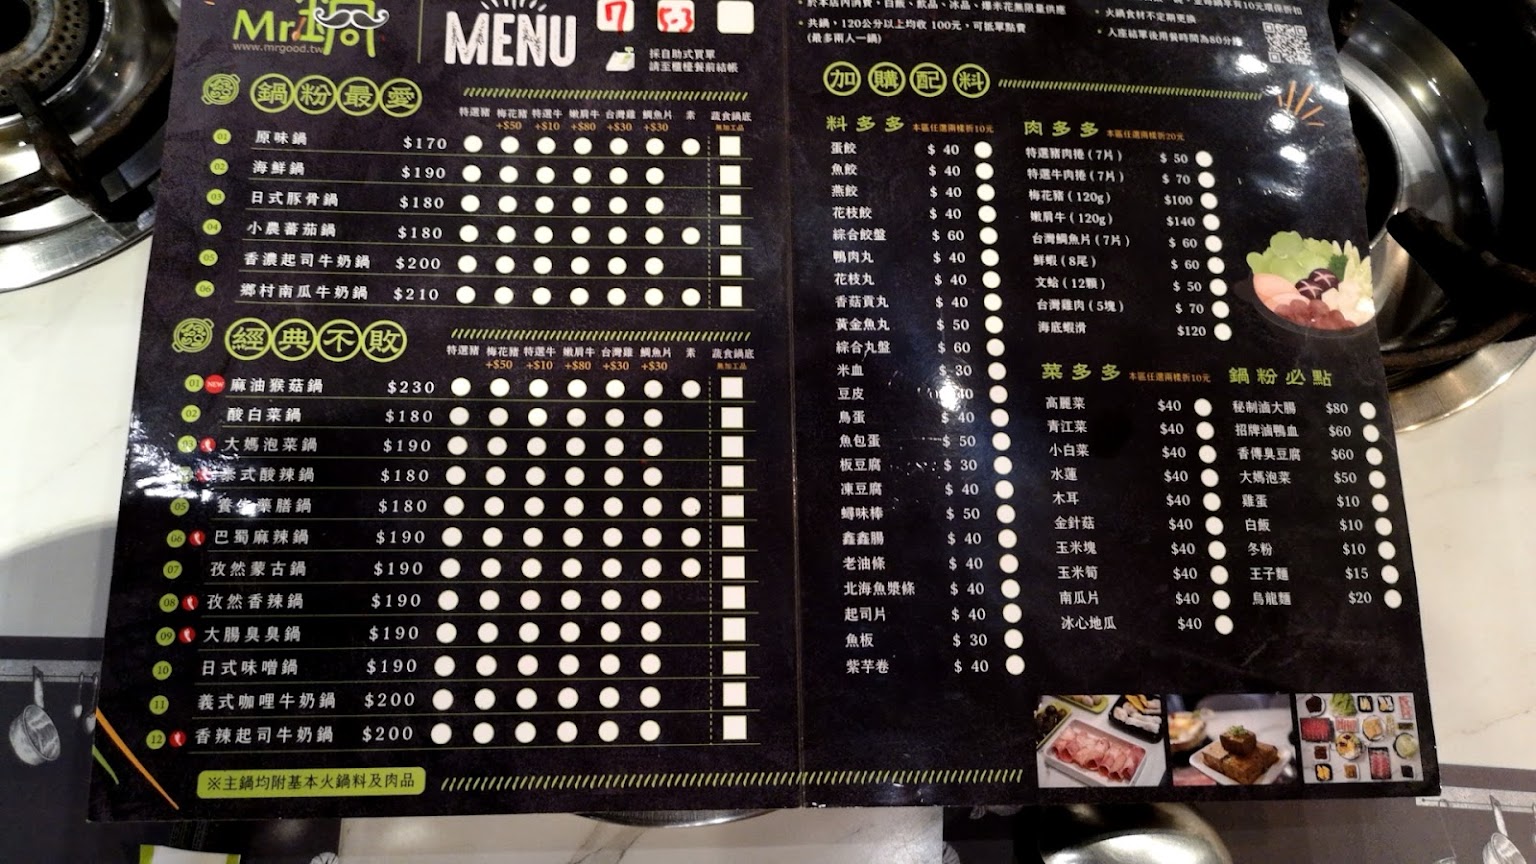 Mr.鍋
www.mrgood.tw
MENU
7
53
採自助式買單
請至櫃檯餐前結帳
共鍋，120公分以上均收 100元，可抵單點費
(最多兩人一鍋)
火鍋食材不定期更換
入座結單後用餐時間為80分鐘
鍋粉最愛
特選豬 梅花豬 特選牛 嫩肩牛 台灣雞 鯛魚片 素 蔬食鍋底
+$50 +$10 +$80 +$30 +$30 無加工品
01 原味鍋 $170
02 海鮮鍋 $190
03 日式豚骨鍋 $180
04 小農蕃茄鍋 $180
05 香濃起司牛奶鍋 $200
06 鄉村南瓜牛奶鍋 $210
經典不敗
特選豬 梅花豬 特選牛 嫩肩牛 台灣雞 鯛魚片 素 蔬食鍋底
+$50 +$10 +$80 +$30 +$30 無加工品
01 NEW 麻油猴菇鍋 $230
02 酸白菜鍋 $180
03 大媽泡菜鍋 $190
泰式酸辣鍋 $180
05 養生藥膳鍋 $180
06 巴蜀麻辣鍋 $190
07 孜然蒙古鍋 $190
08 孜然香辣鍋 $190
09 大腸臭臭鍋 $190
10 日式味噌鍋 $190
11 義式咖哩牛奶鍋 $200
12 香辣起司牛奶鍋 $200
※主鍋均附基本火鍋料及肉品
加購配料
料多多 本區任選兩樣折10元
蛋餃 $ 40
魚餃 $ 40
燕餃 $ 40
花枝餃 $ 40
綜合餃盤 $ 60
鴨肉丸 $ 40
花枝丸 $ 40
香菇貢丸 $ 40
黃金魚丸 $ 50
綜合丸盤 $ 60
米血 $ 30
豆皮
鳥蛋 $ 40
魚包蛋 $ 50
板豆腐 $ 30
凍豆腐 $ 40
蟳味棒 $ 50
鑫鑫腸 $ 40
老油條 $ 40
北海魚漿條 $ 40
起司片 $ 40
魚板 $ 30
紫芋卷 $ 40
肉多多 本區任選兩樣折20元
特選豬肉捲 (7片) $ 50
特選牛肉捲 (7片) $ 70
梅花豬 (120g) $100
嫩肩牛 (120g) $140
台灣鯛魚片 (7片) $ 60
鮮蝦 (8尾) $ 60
文蛤 (12顆) $ 50
台灣雞肉 (5塊) $ 70
海底蝦滑 $120
菜多多 本區任選兩樣折10元
高麗菜 $40
青江菜 $40
小白菜 $40
水蓮 $40
木耳 $40
金針菇 $40
玉米塊 $40
玉米筍 $40
南瓜片 $40
冰心地瓜 $40
鍋粉必點
秘制滷大腸 $80
招牌滷鴨血 $60
香傳臭豆腐 $60
大媽泡菜 $50
雞蛋 $10
白飯 $10
冬粉 $10
王子麵 $15
烏龍麵 $20